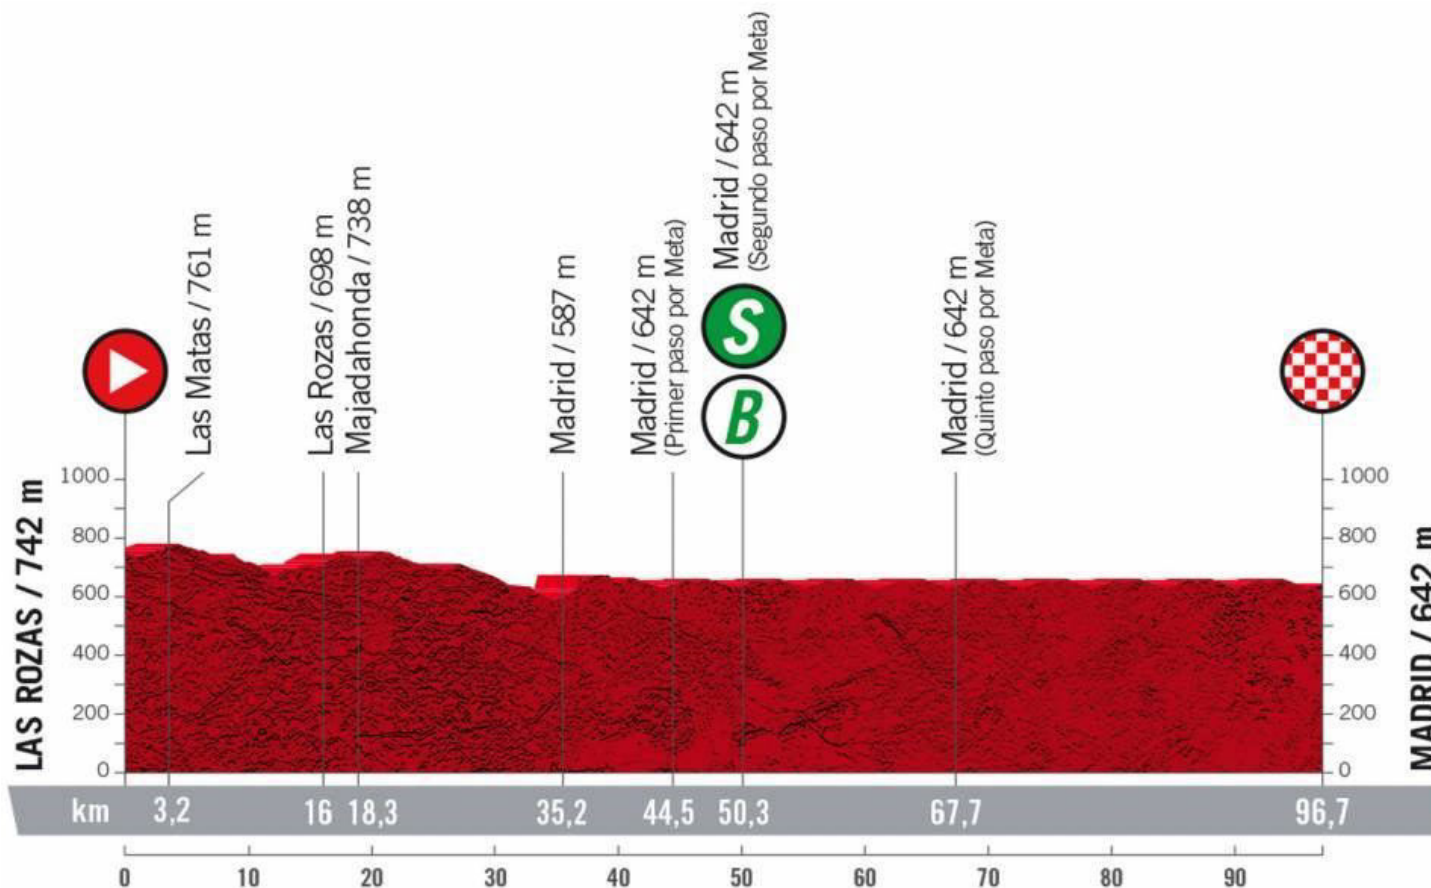 Las Matas / 761 m
Las Rozas / 698 m
Majadahonda / 738 m
Madrid / 587 m
Madrid / 642 m
(Primer paso por Meta)
Madrid / 642 m
(Segundo paso por Meta)
S
B
Madrid / 642 m
(Quinto paso por Meta)
LAS ROZAS / 742 m
1000
800
600
400
200
0
1000
800
600
400
200
0
MADRID / 642 m
km 3,2 16 18,3 35,2 44,5 50,3 67,7 96,7
0 10 20 30 40 50 60 70 80 90